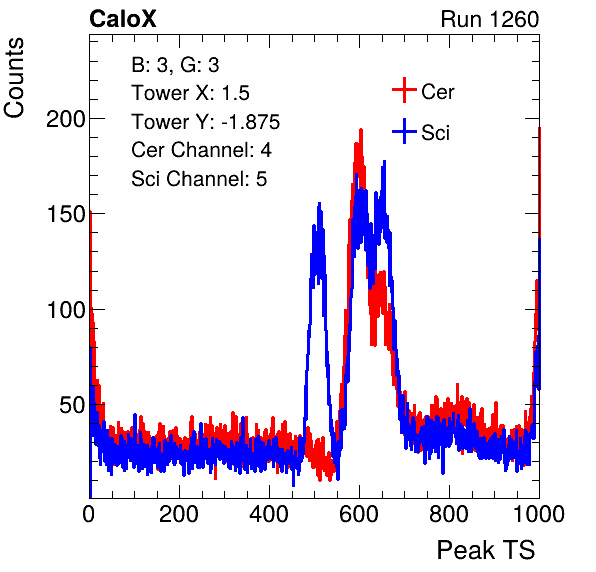 CaloX Run 1260
Counts
B: 3, G: 3
Tower X: 1.5
Tower Y: -1.875
Cer Channel: 4
Sci Channel: 5
Cer
Sci
200
150
100
50
0 200 400 600 800 1000
Peak TS